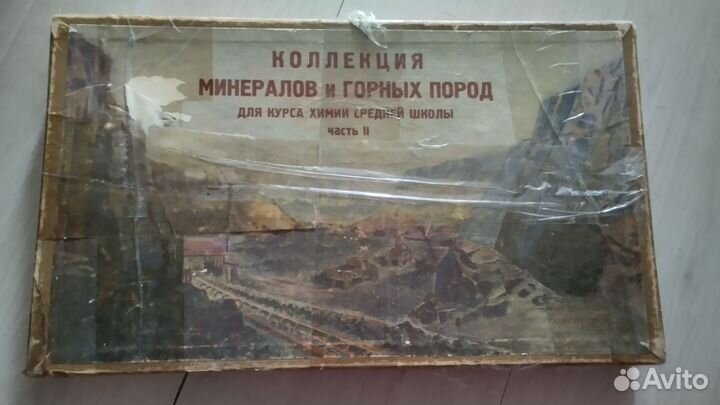 КОЛЛЕКЦИЯ
МИНЕРАЛОВ и ГОРНЫХ ПОРОД
ДЛЯ КУРСА ХИМИИ СРЕДНЕЙ ШКОЛЫ
часть II
Avito